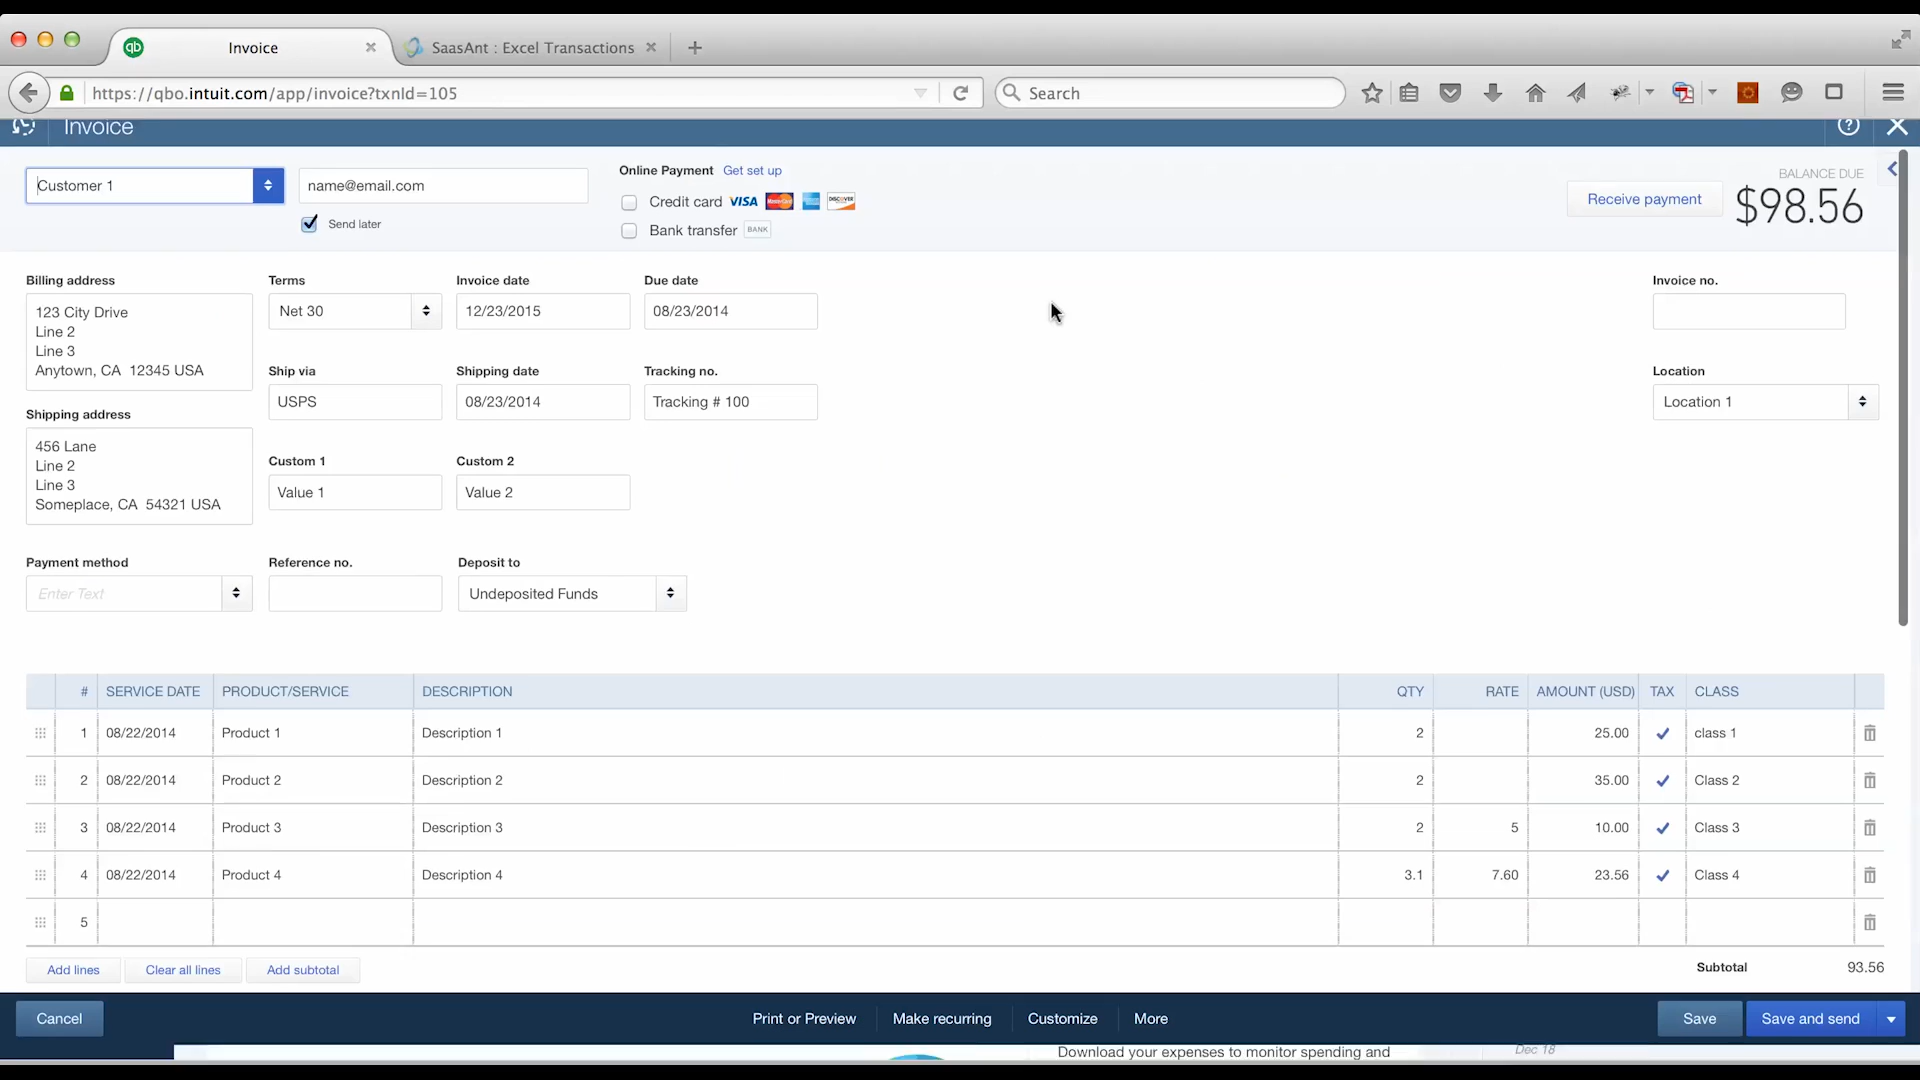 qb Invoice
SaasAnt : Excel Transactions
https://qbo.intuit.com/app/invoice?txnId=105
Search
Invoice
Customer 1
name@email.com
Send later
Online Payment Get set up
Credit card VISA MasterCard DISCOVER
Bank transfer BANK
Receive payment
BALANCE DUE
$98.56
Billing address
123 City Drive
Line 2
Line 3
Anytown, CA 12345 USA
Terms
Net 30
Invoice date
12/23/2015
Due date
08/23/2014
Invoice no.
Ship via
USPS
Shipping date
08/23/2014
Tracking no.
Tracking # 100
Location
Location 1
Shipping address
456 Lane
Line 2
Line 3
Someplace, CA 54321 USA
Custom 1
Value 1
Custom 2
Value 2
Payment method
Enter Text
Reference no.
Deposit to
Undeposited Funds
# SERVICE DATE PRODUCT/SERVICE DESCRIPTION QTY RATE AMOUNT (USD) TAX CLASS
1 08/22/2014 Product 1 Description 1 2 25.00 class 1
2 08/22/2014 Product 2 Description 2 2 35.00 Class 2
3 08/22/2014 Product 3 Description 3 2 5 10.00 Class 3
4 08/22/2014 Product 4 Description 4 3.1 7.60 23.56 Class 4
5
Add lines Clear all lines Add subtotal
Subtotal 93.56
Cancel Print or Preview Make recurring Customize More Save Save and send
Download your expenses to monitor spending and
Dec 18